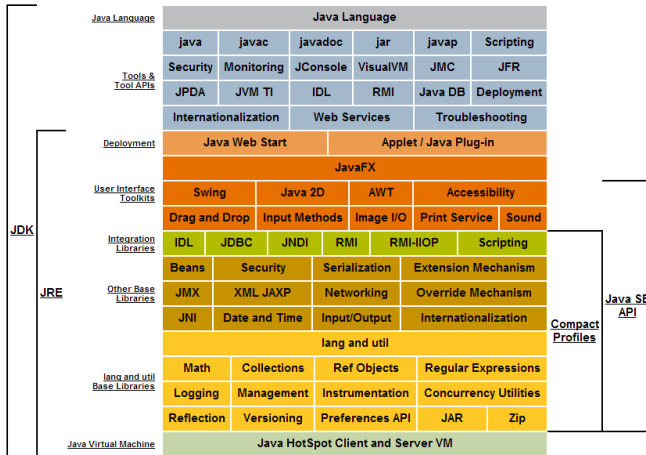 Java Language Java Language
java javac javadoc jar javap Scripting
Security Monitoring JConsole VisualVM JMC JFR
Tools &
Tool APIs
JPDA JVM TI IDL RMI Java DB Deployment
Internationalization Web Services Troubleshooting
Deployment Java Web Start Applet / Java Plug-in
JavaFX
User Interface
Toolkits
Swing Java 2D AWT Accessibility
Drag and Drop Input Methods Image I/O Print Service Sound
JDK
Integration
Libraries
IDL JDBC JNDI RMI RMI-IIOP Scripting
Beans Security Serialization Extension Mechanism
JRE
Other Base
Libraries
JMX XML JAXP Networking Override Mechanism
Java SE
API
JNI Date and Time Input/Output Internationalization
Compact
Profiles
lang and util
Math Collections Ref Objects Regular Expressions
lang and util
Base Libraries
Logging Management Instrumentation Concurrency Utilities
Reflection Versioning Preferences API JAR Zip
Java Virtual Machine Java HotSpot Client and Server VM